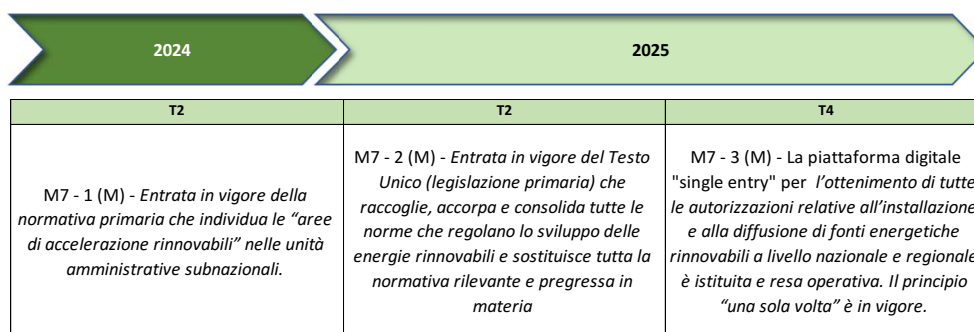 2024
2025
T2
T2
T4
M7 - 1 (M) - Entrata in vigore della
normativa primaria che individua le “aree
di accelerazione rinnovabili” nelle unità
amministrative subnazionali.
M7 - 2 (M) - Entrata in vigore del Testo
Unico (legislazione primaria) che
raccoglie, accorpa e consolida tutte le
norme che regolano lo sviluppo delle
energie rinnovabili e sostituisce tutta la
normativa rilevante e pregressa in
materia
M7 - 3 (M) - La piattaforma digitale
"single entry" per l’ottenimento di tutte
le autorizzazioni relative all’installazione
e alla diffusione di fonti energetiche
rinnovabili a livello nazionale e regionale
è istituita e resa operativa. Il principio
“una sola volta” è in vigore.